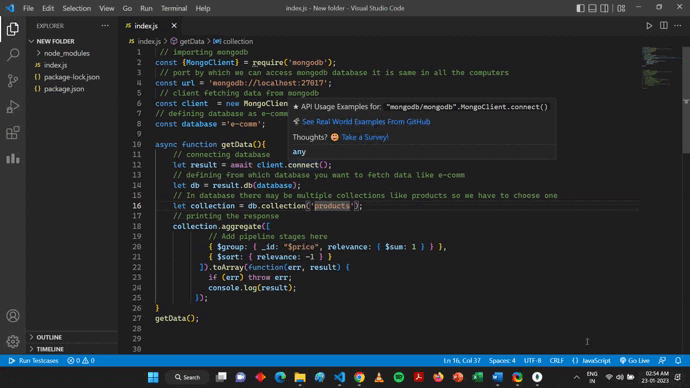 File Edit Selection View Go Run Terminal Help
index.js - New folder - Visual Studio Code
EXPLORER
NEW FOLDER
node_modules
index.js
package-lock.json
package.json
OUTLINE
TIMELINE
index.js
index.js > getData > collection
1 // importing mongodb
2 const {MongoClient} = require('mongodb');
3 // port by which we can access mongodb database it is same in all the computers
4 const url = 'mongodb://localhost:27017';
5 // client fetching data from mongodb
6 const client = new MongoClien
7 // defining database as e-comm
8 const database ='e-comm';
9
10 async function getData(){
11 // connecting database
12 let result = await client.connect();
13 // defining from which database you want to fetch data like e-comm
14 let db = result.db(database);
15 // In database there may be multiple collections like products so we have to choose one
16 let collection = db.collection('products');
17 // printing the response
18 collection.aggregate([
19 // Add pipeline stages here
20 { $group: { _id: "$price", relevance: { $sum: 1 } } },
21 { $sort: { relevance: -1 } }
22 ]).toArray(function(err, result) {
23 if (err) throw err;
24 console.log(result);
25 });
26 }
27 getData();
28
29
30
★ API Usage Examples for: "mongodb/mongodb".MongoClient.connect()
See Real World Examples From GitHub
Thoughts? Take a Survey!
any
Run Testcases 0 0
Ln 16, Col 37 Spaces: 4 UTF-8 CRLF {} JavaScript Go Live
Search
ENG
IN
02:54 AM
23-01-2023